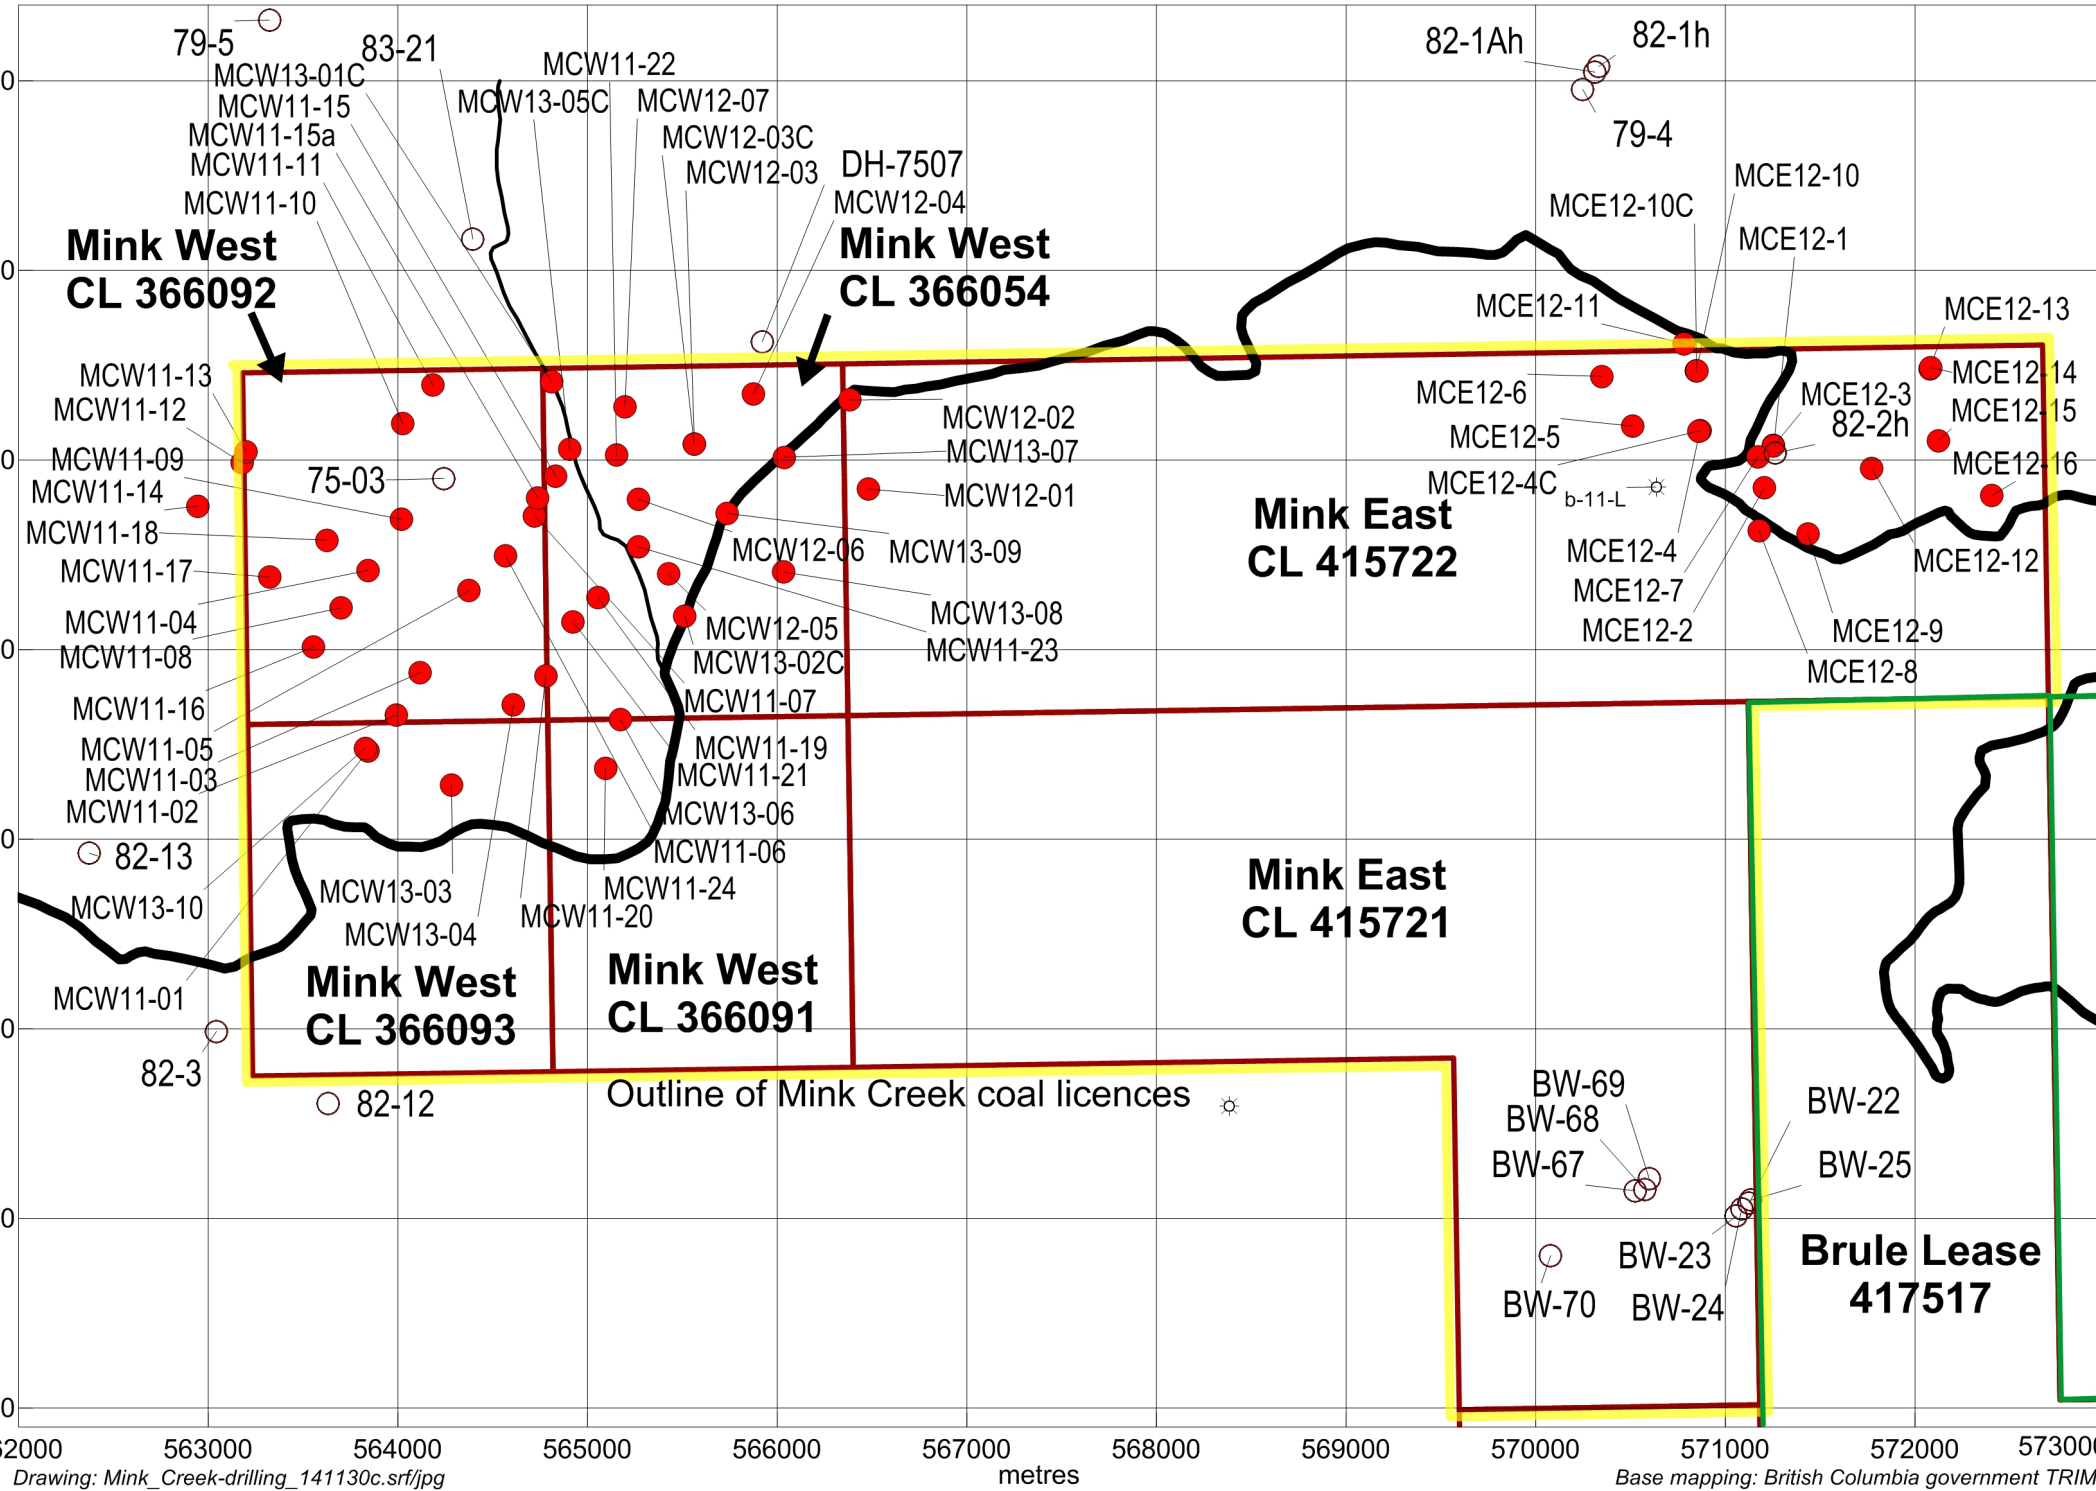 79-5
83-21
MCW13-01C
MCW11-15
MCW11-15a
MCW11-11
MCW11-10
MCW11-22
MCW13-05C
MCW12-07
MCW12-03C
MCW12-03
DH-7507
MCW12-04
82-1Ah
82-1h
79-4
MCE12-10
MCE12-10C
MCE12-1
Mink West
CL 366092
Mink West
CL 366054
MCE12-11
MCE12-13
MCW11-13
MCW11-12
MCW11-09
MCW11-14
MCW11-18
MCW11-17
MCW11-04
MCW11-08
MCW11-16
MCW11-05
MCW11-03
MCW11-02
75-03
MCW12-02
MCW13-07
MCW12-01
MCW12-06
MCW13-09
MCW13-08
MCW12-05
MCW11-23
MCW13-02C
MCW11-07
MCW11-19
MCW11-21
MCW13-06
MCW11-06
MCW11-24
MCW11-20
MCE12-6
MCE12-5
MCE12-4C
b-11-L
MCE12-3
82-2h
MCE12-14
MCE12-15
MCE12-16
MCE12-12
Mink East
CL 415722
MCE12-4
MCE12-7
MCE12-2
MCE12-9
MCE12-8
82-13
MCW13-10
MCW11-01
MCW13-03
MCW13-04
Mink West
CL 366093
Mink West
CL 366091
Mink East
CL 415721
82-3
82-12
Outline of Mink Creek coal licences
BW-69
BW-68
BW-67
BW-70
BW-22
BW-25
BW-23
BW-24
Brule Lease
417517
0
0
0
0
0
0
0
0
62000 563000 564000 565000 566000 567000 568000 569000 570000 571000 572000 573000
metres
Drawing: Mink_Creek-drilling_141130c.srf/jpg
Base mapping: British Columbia government TRIM